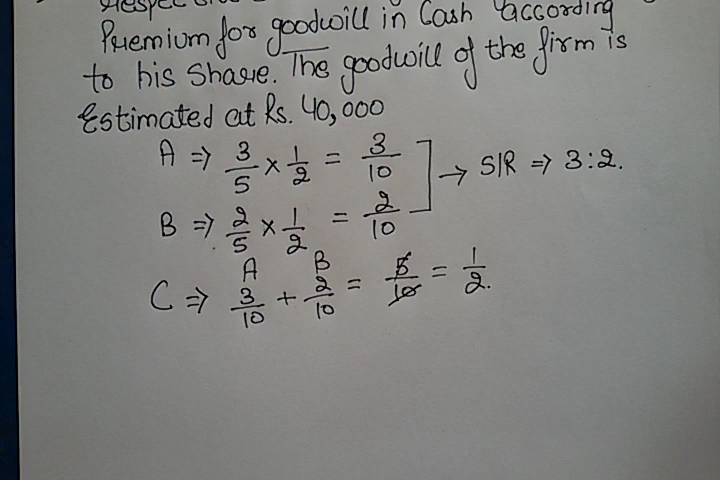 Premium for goodwill in Cash according
to his Share. The goodwill of the firm is
Estimated at Rs. 40,000
A ⇒ 3/5 × 1/2 = 3/10
→ S/R ⇒ 3:2.
B ⇒ 2/5 × 1/2 = 2/10
A B
C ⇒ 3/10 + 2/10 = 5/10 = 1/2.